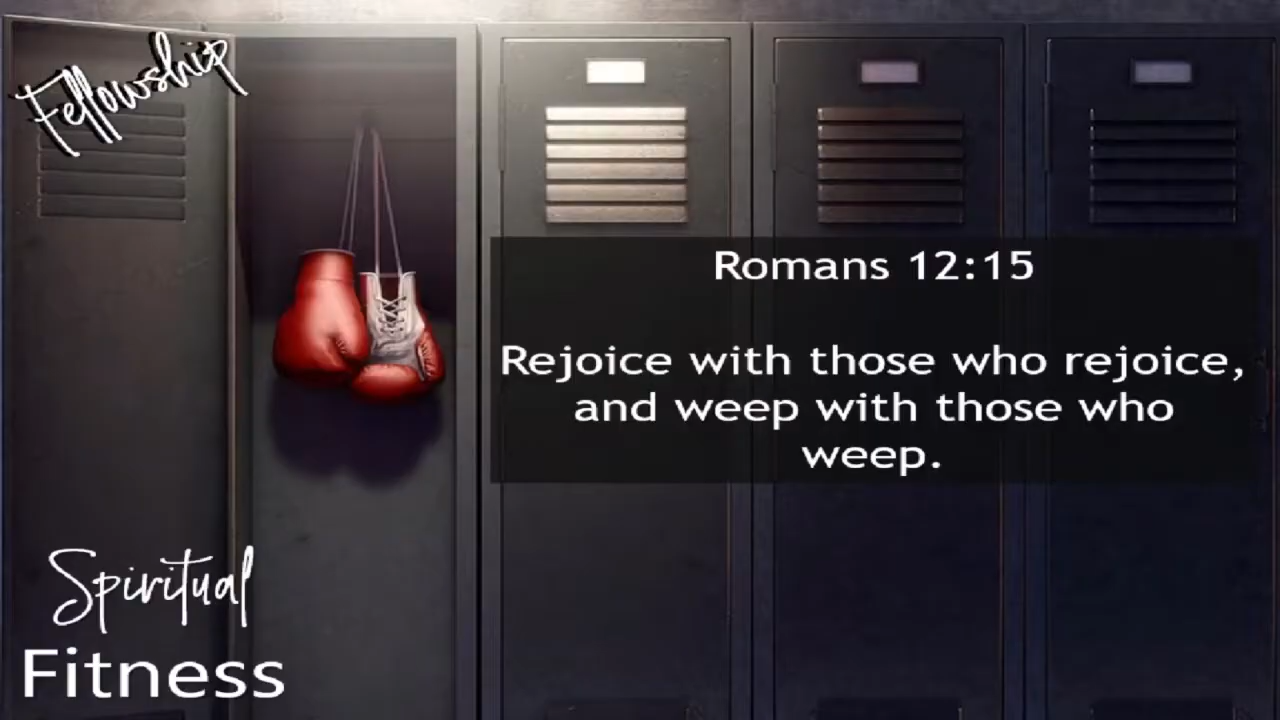 Fellowship
Romans 12:15
Rejoice with those who rejoice,
and weep with those who
weep.
Spiritual
Fitness